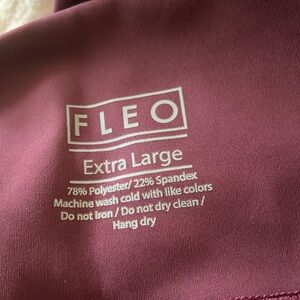 FLEO
Extra Large
78% Polyester/ 22% Spandex
Machine wash cold with like colors
Do not Iron / Do not dry clean /
Hang dry